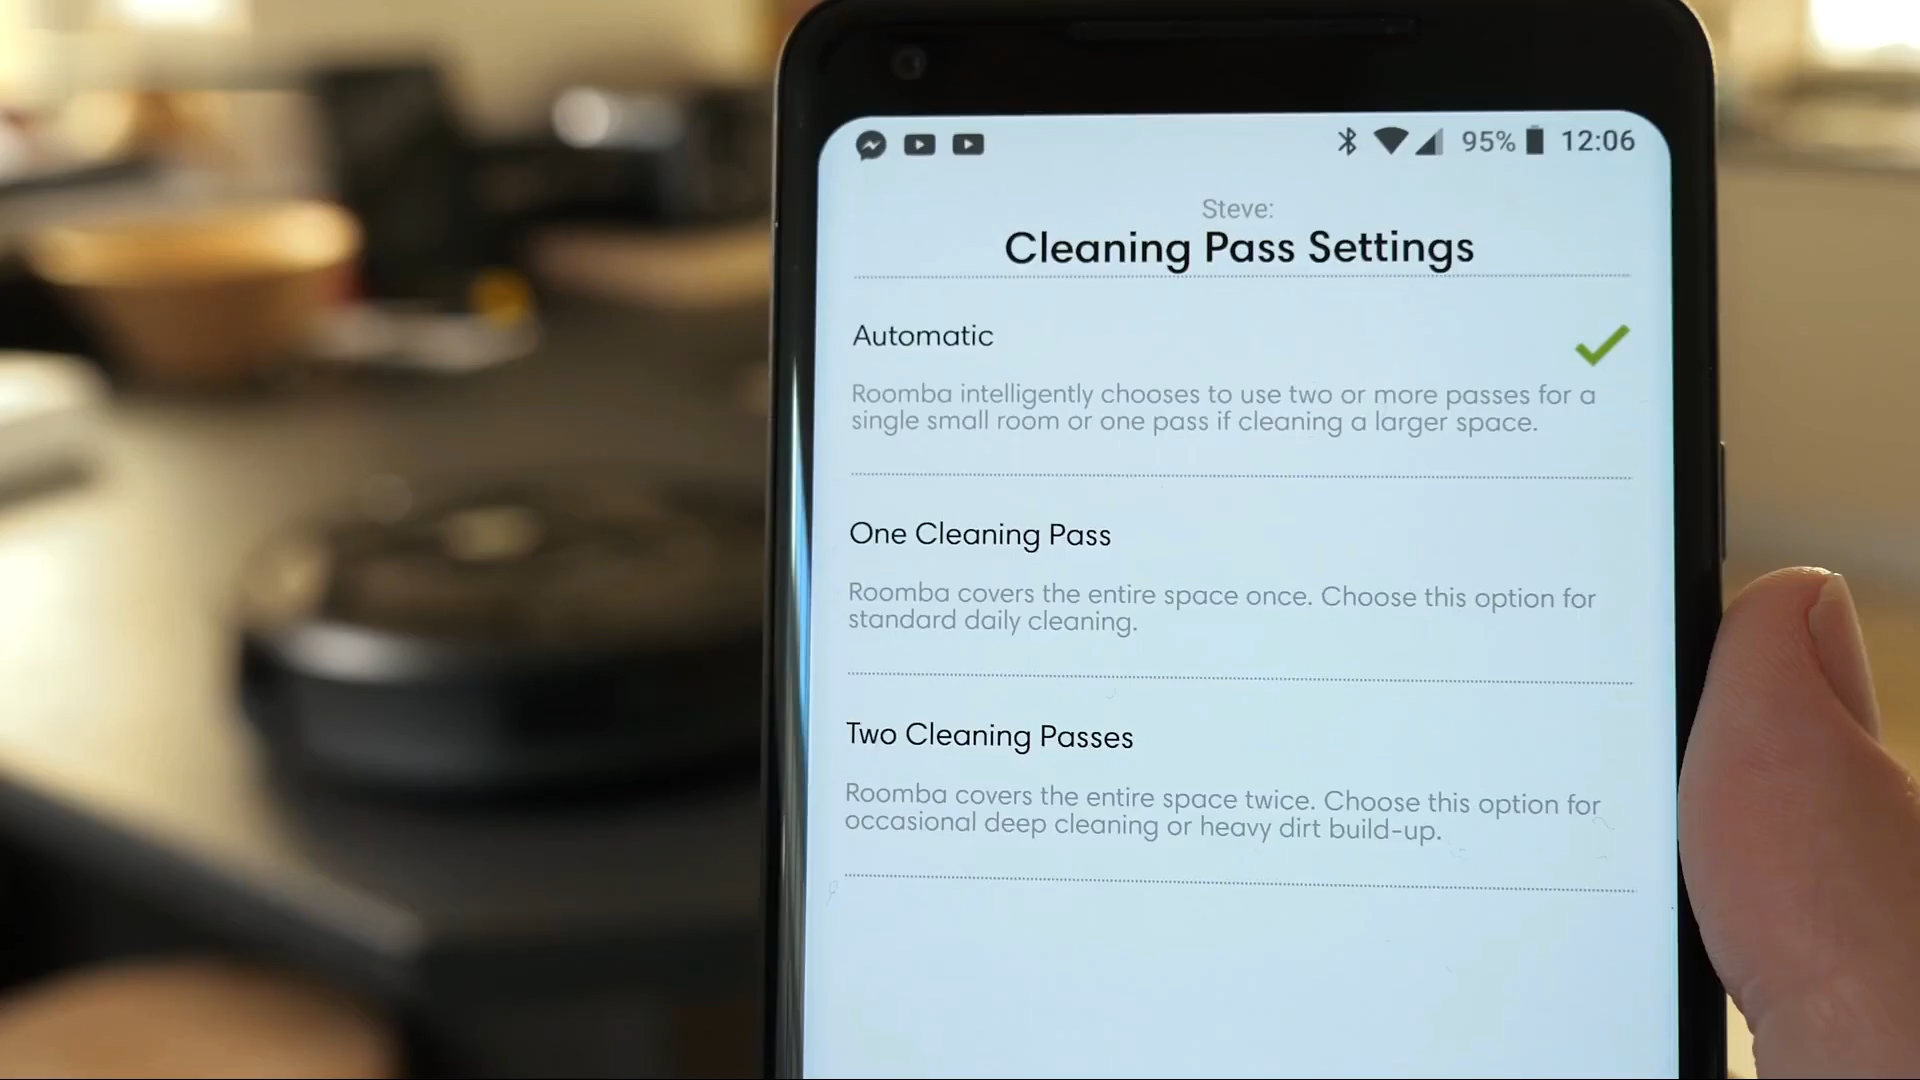 95% 12:06
Steve:
Cleaning Pass Settings
Automatic
Roomba intelligently chooses to use two or more passes for a
single small room or one pass if cleaning a larger space.
One Cleaning Pass
Roomba covers the entire space once. Choose this option for
standard daily cleaning.
Two Cleaning Passes
Roomba covers the entire space twice. Choose this option for
occasional deep cleaning or heavy dirt build-up.